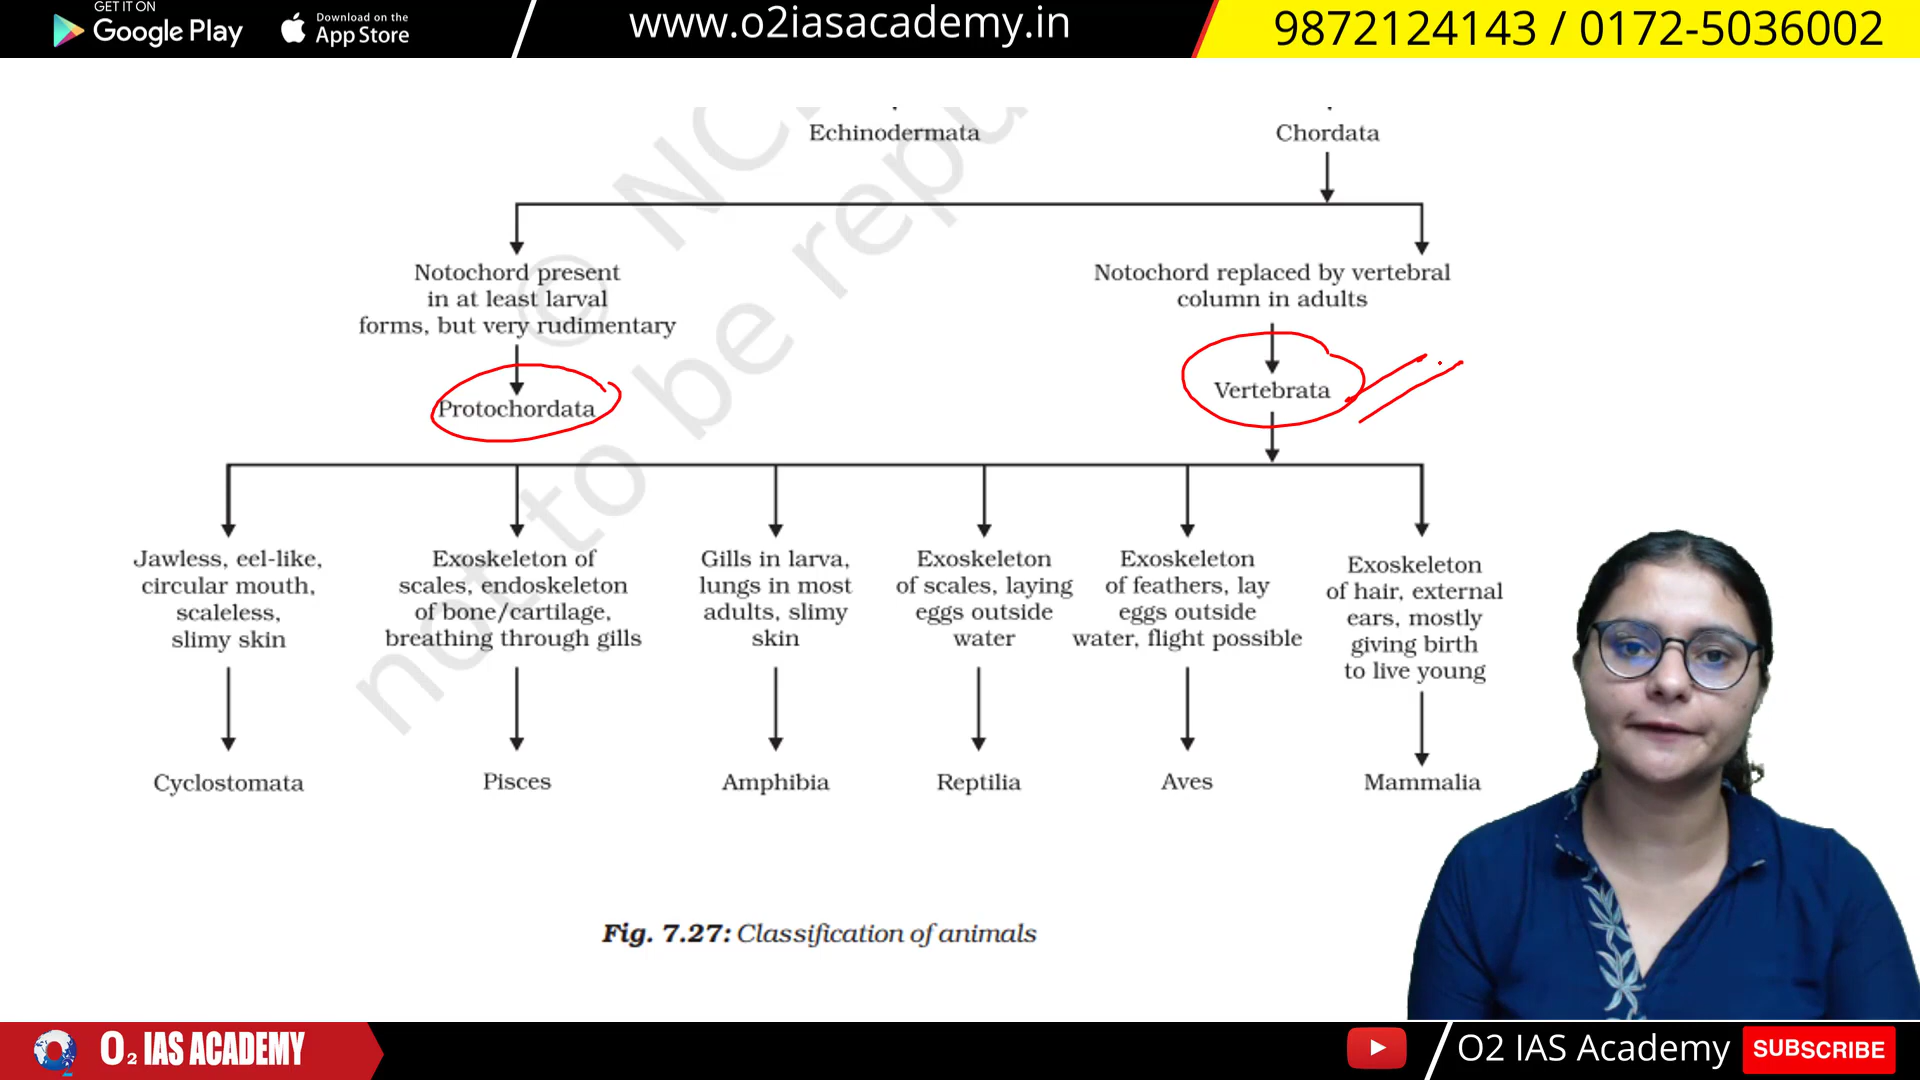 GET IT ON
Google Play
Download on the
App Store
www.o2iasacademy.in
9872124143 / 0172-5036002
Echinodermata
Chordata
Notochord present
in at least larval
forms, but very rudimentary
Notochord replaced by vertebral
column in adults
Protochordata
Vertebrata
Jawless, eel-like,
circular mouth,
scaleless,
slimy skin
Exoskeleton of
scales, endoskeleton
of bone/cartilage,
breathing through gills
Gills in larva,
lungs in most
adults, slimy
skin
Exoskeleton
of scales, laying
eggs outside
water
Exoskeleton
of feathers, lay
eggs outside
water, flight possible
Exoskeleton
of hair, external
ears, mostly
giving birth
to live young
Cyclostomata
Pisces
Amphibia
Reptilia
Aves
Mammalia
© NC
not to be repu
Fig. 7.27: Classification of animals
O2 IAS ACADEMY
O2 IAS Academy
SUBSCRIBE